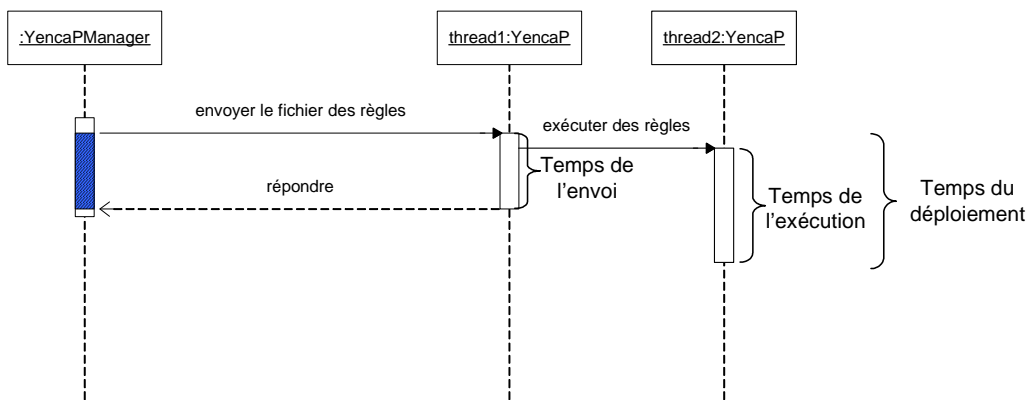 :YencaPManager
thread1:YencaP
thread2:YencaP
envoyer le fichier des règles
exécuter des règles
Temps de
l'envoi
répondre
Temps de
l'exécution
Temps du
déploiement